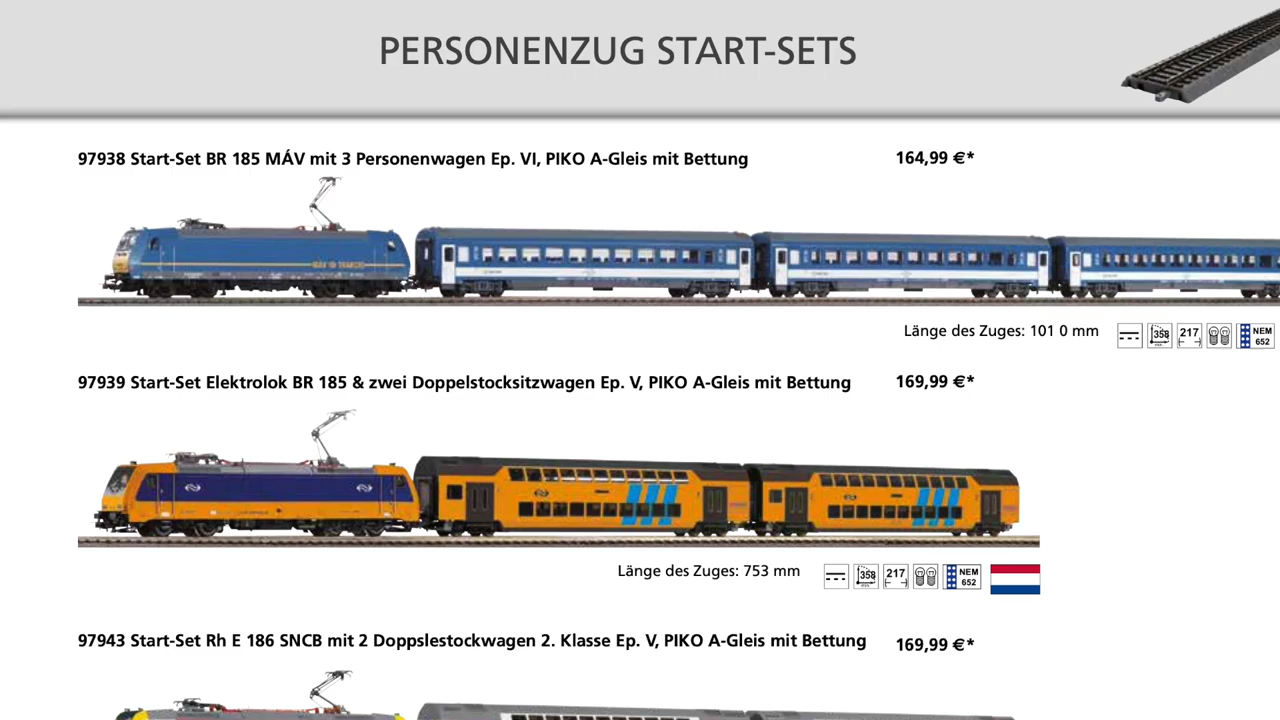 PERSONENZUG START-SETS
97938 Start-Set BR 185 MÁV mit 3 Personenwagen Ep. VI, PIKO A-Gleis mit Bettung 164,99 €*
Länge des Zuges: 101 0 mm 358 217 NEM 652
97939 Start-Set Elektrolok BR 185 & zwei Doppelstocksitzwagen Ep. V, PIKO A-Gleis mit Bettung 169,99 €*
Länge des Zuges: 753 mm 358 217 NEM 652
97943 Start-Set Rh E 186 SNCB mit 2 Doppslestockwagen 2. Klasse Ep. V, PIKO A-Gleis mit Bettung 169,99 €*